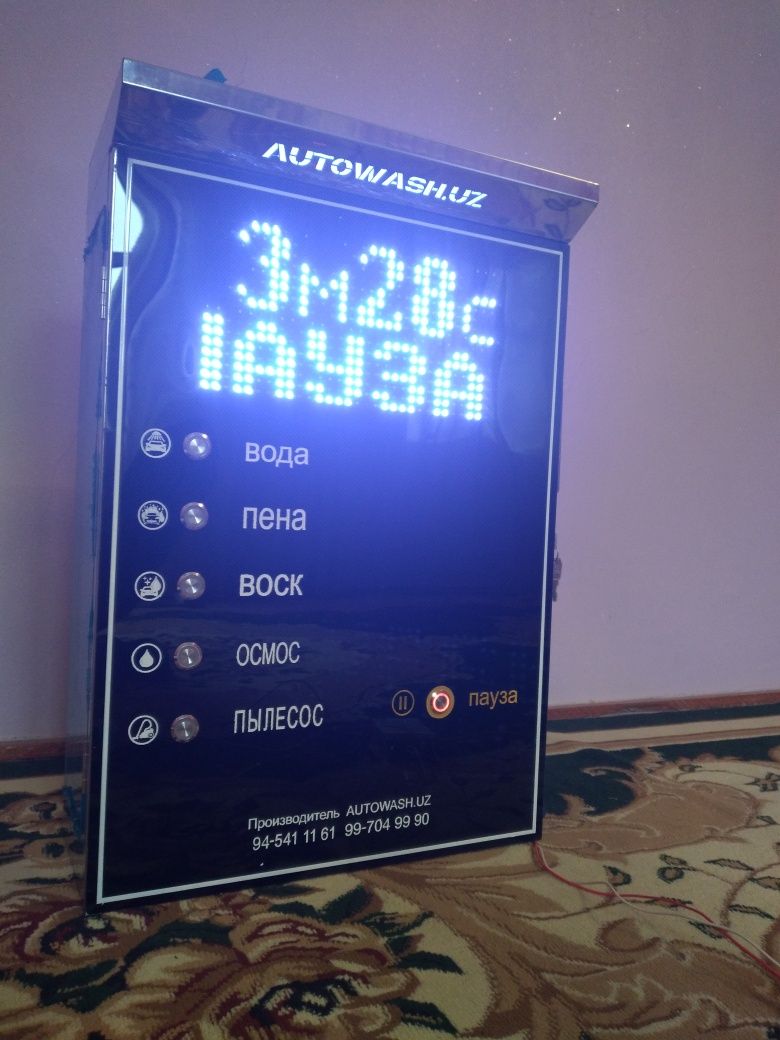 AUTOWASH.UZ
3м20с
ПАУЗА
вода
пена
воск
осмос
пылесос
пауза
Производитель AUTOWASH.UZ
94-541 11 61 99-704 99 90